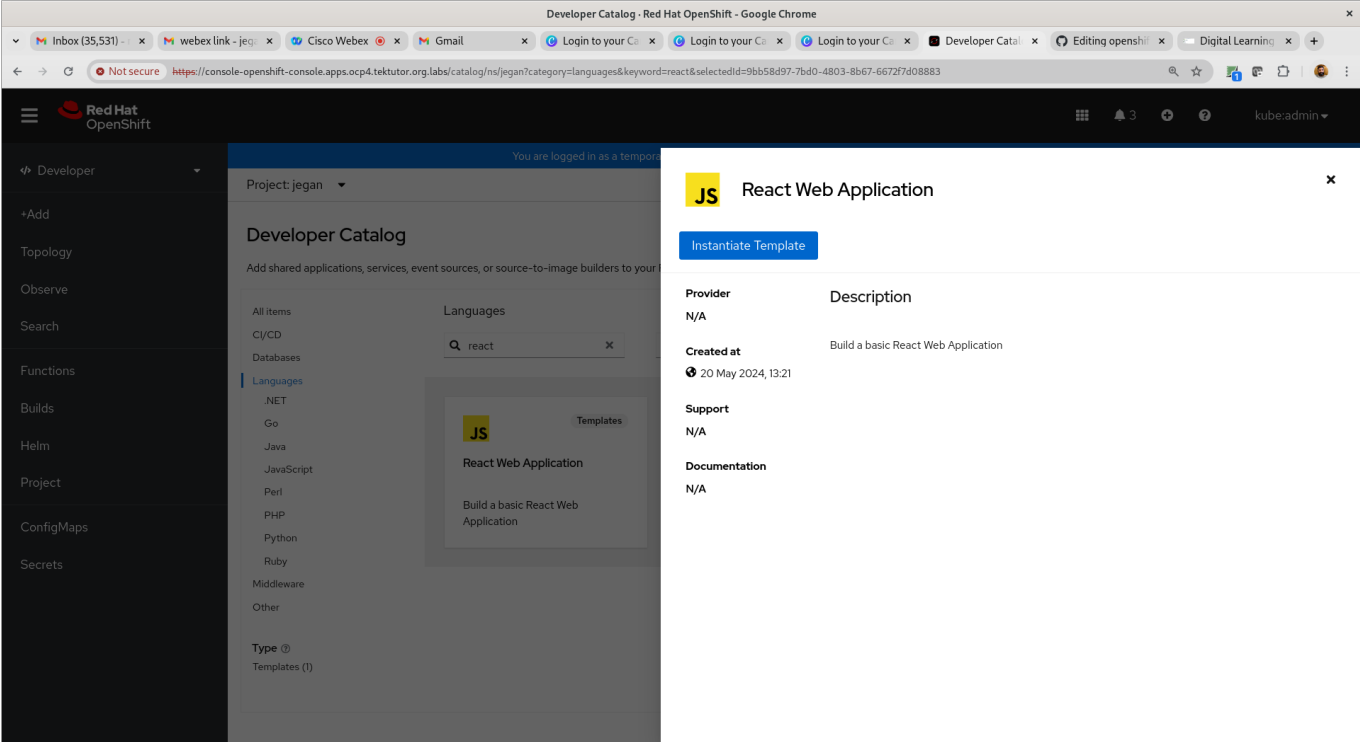 Developer Catalog · Red Hat OpenShift - Google Chrome
Inbox (35,531) -
webex link - jega
Cisco Webex
Gmail
Login to your Ca
Login to your Ca
Login to your Ca
Developer Catal
Editing openshif
Digital Learning
Not secure
https://console-openshift-console.apps.ocp4.tektutor.org.labs/catalog/ns/jegan?category=languages&keyword=react&selectedId=9bb58d97-7bd0-4803-8b67-6672f7d08883
1
Red Hat
OpenShift
3
kube:admin
You are logged in as a tempora
Developer
+Add
Topology
Observe
Search
Functions
Builds
Helm
Project
ConfigMaps
Secrets
Project: jegan
Developer Catalog
Add shared applications, services, event sources, or source-to-image builders to your
All items
CI/CD
Databases
Languages
.NET
Go
Java
JavaScript
Perl
PHP
Python
Ruby
Middleware
Other
Type
Templates (1)
Languages
react
JS
Templates
React Web Application
Build a basic React Web
Application
JS
React Web Application
Instantiate Template
Provider
N/A
Created at
20 May 2024, 13:21
Support
N/A
Documentation
N/A
Description
Build a basic React Web Application